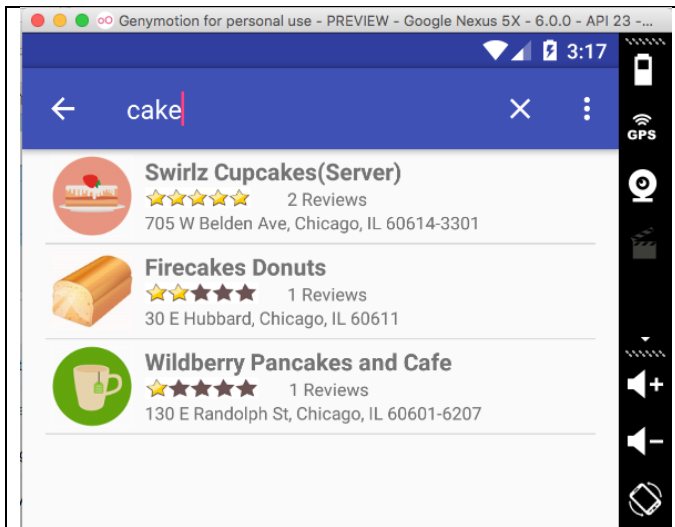 Genymotion for personal use - PREVIEW - Google Nexus 5X - 6.0.0 - API 23 -...
3:17
cake
GPS
Swirlz Cupcakes(Server)
2 Reviews
705 W Belden Ave, Chicago, IL 60614-3301
Firecakes Donuts
1 Reviews
30 E Hubbard, Chicago, IL 60611
Wildberry Pancakes and Cafe
1 Reviews
130 E Randolph St, Chicago, IL 60601-6207